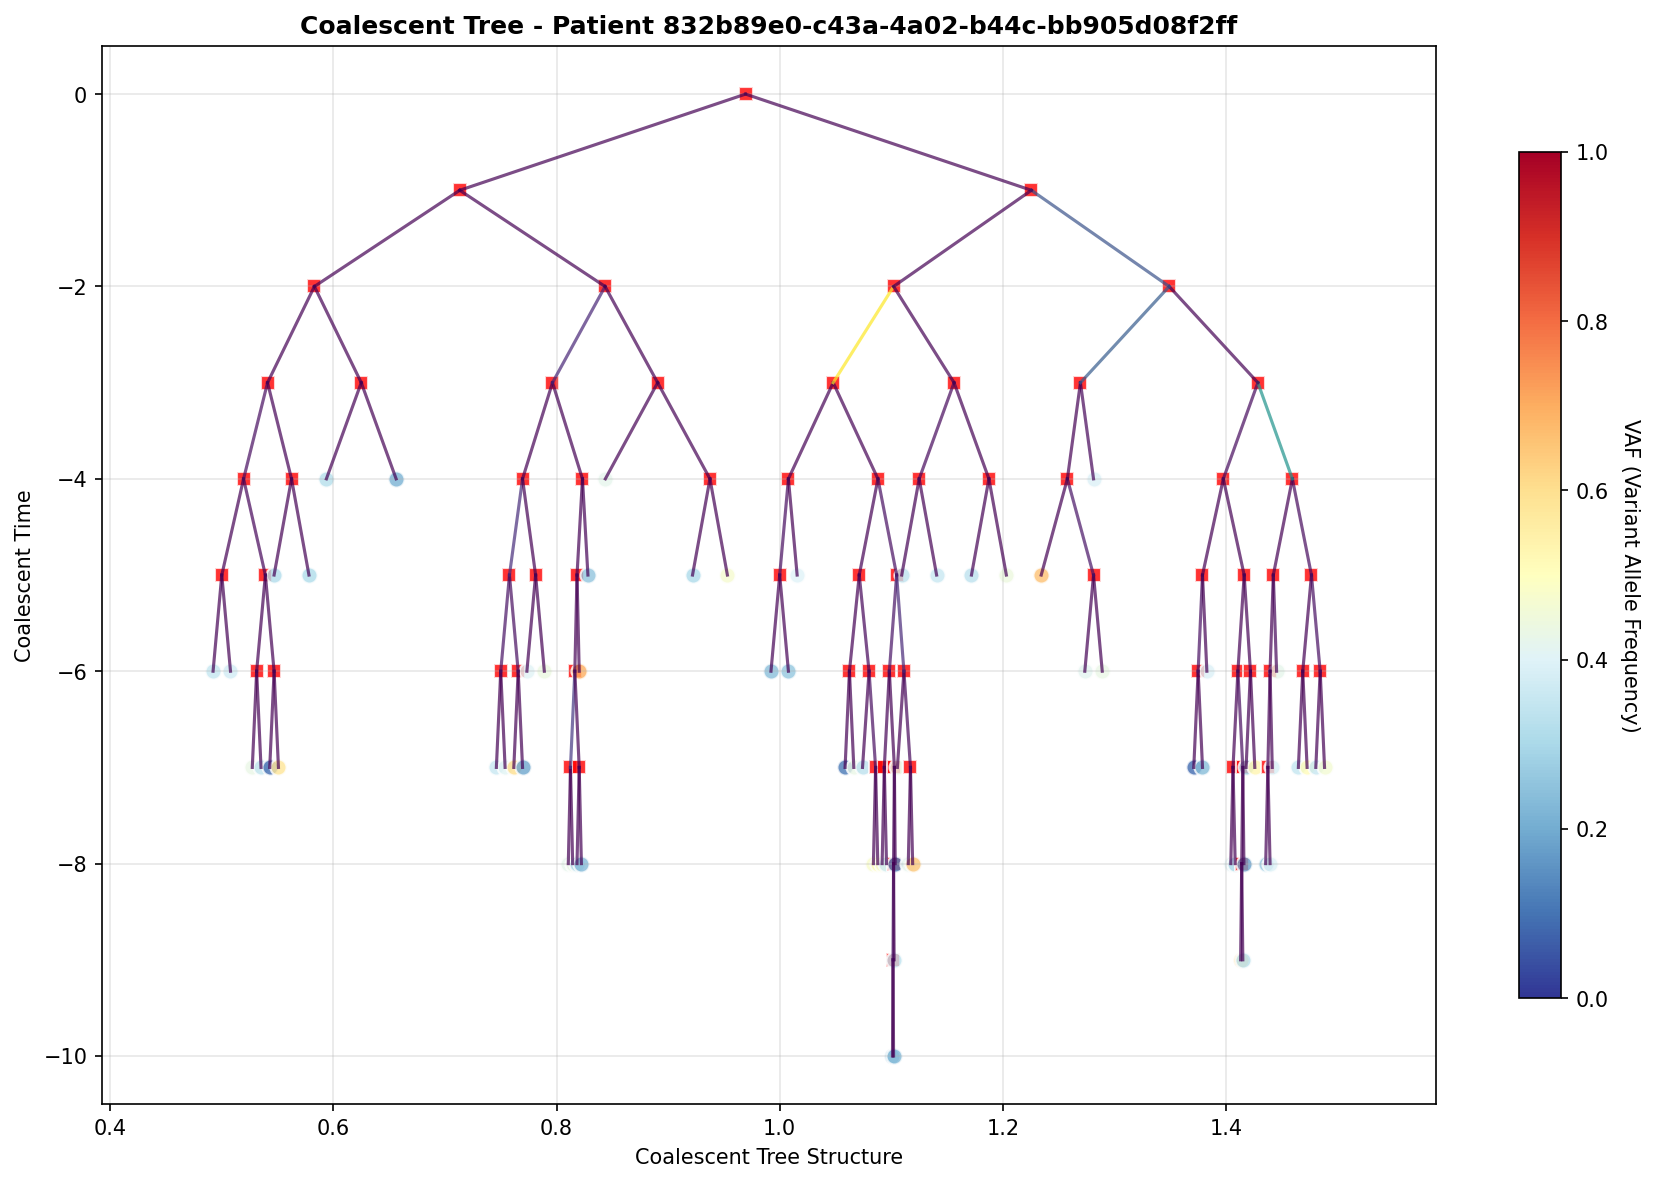 Coalescent Tree - Patient 832b89e0-c43a-4a02-b44c-bb905d08f2ff
0
−2
−4
−6
−8
−10
Coalescent Time
0.4 0.6 0.8 1.0 1.2 1.4
Coalescent Tree Structure
1.0
0.8
0.6
0.4
0.2
0.0
VAF (Variant Allele Frequency)